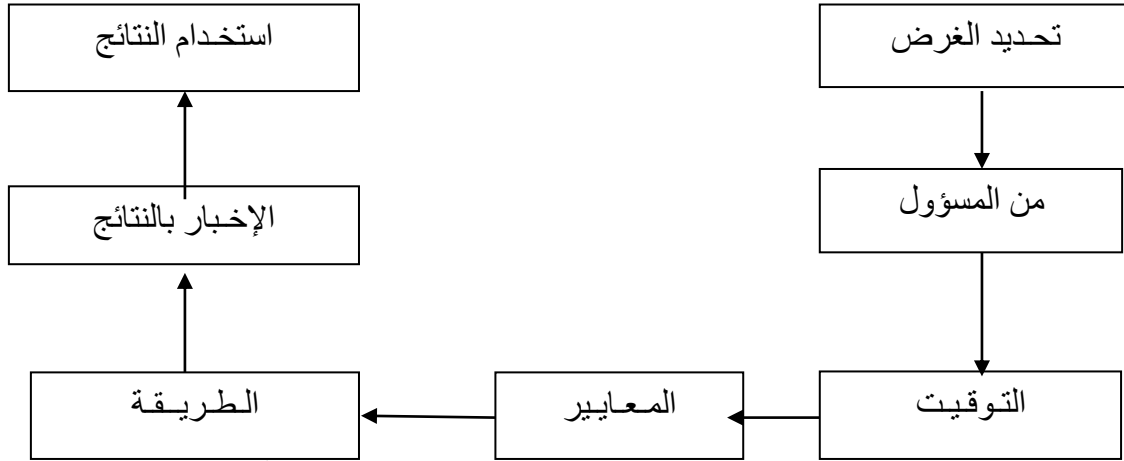 تحديد الغرض
من المسؤول
التوقيت
المعايير
الطريقة
الإخبار بالنتائج
استخدام النتائج